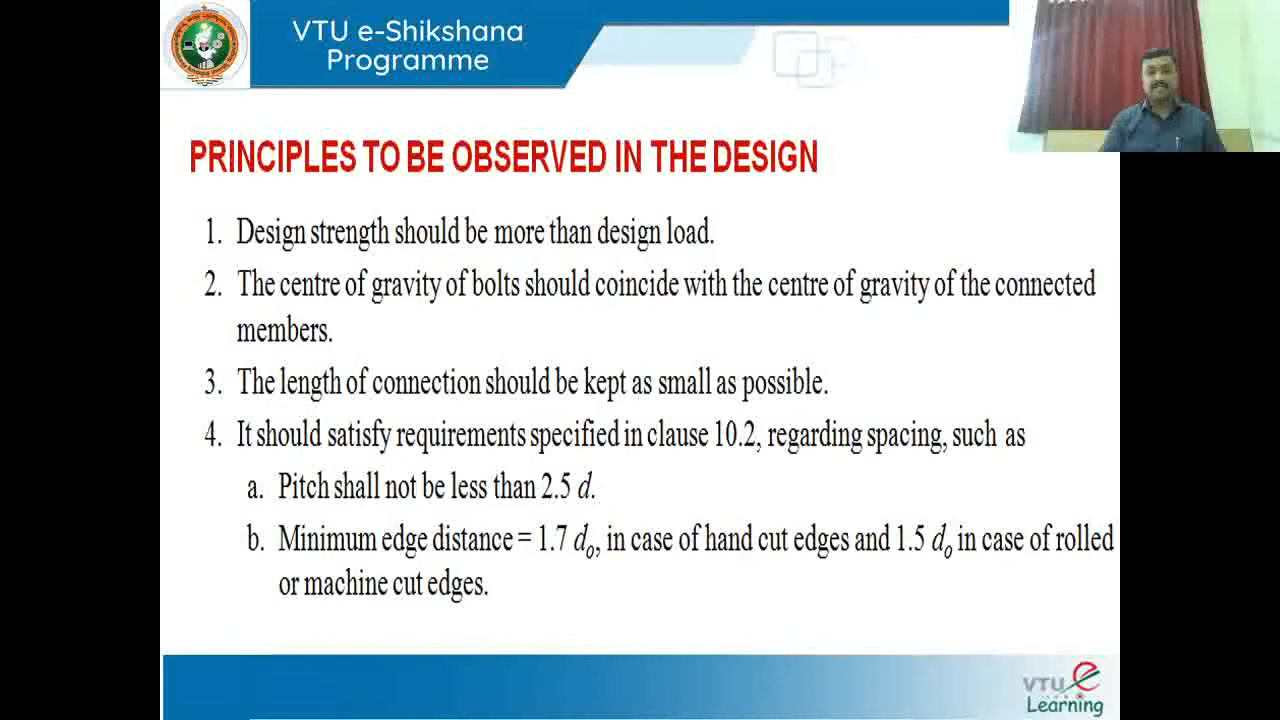 VTU e-Shikshana
Programme
PRINCIPLES TO BE OBSERVED IN THE DESIGN
1. Design strength should be more than design load.
2. The centre of gravity of bolts should coincide with the centre of gravity of the connected
members.
3. The length of connection should be kept as small as possible.
4. It should satisfy requirements specified in clause 10.2, regarding spacing, such as
a. Pitch shall not be less than 2.5 d.
b. Minimum edge distance = 1.7 do, in case of hand cut edges and 1.5 do in case of rolled
or machine cut edges.
VTU e
Learning